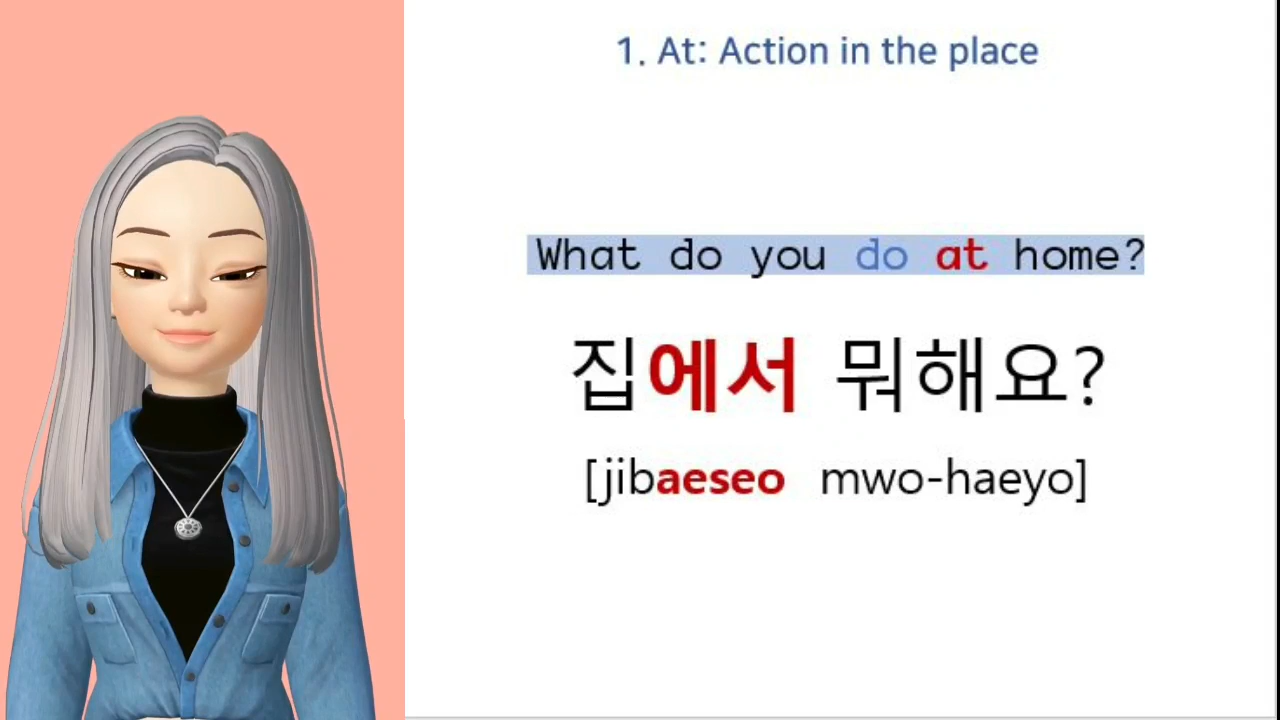 1. At: Action in the place
What do you do at home?
집에서 뭐해요?
[jibaeseo mwo-haeyo]